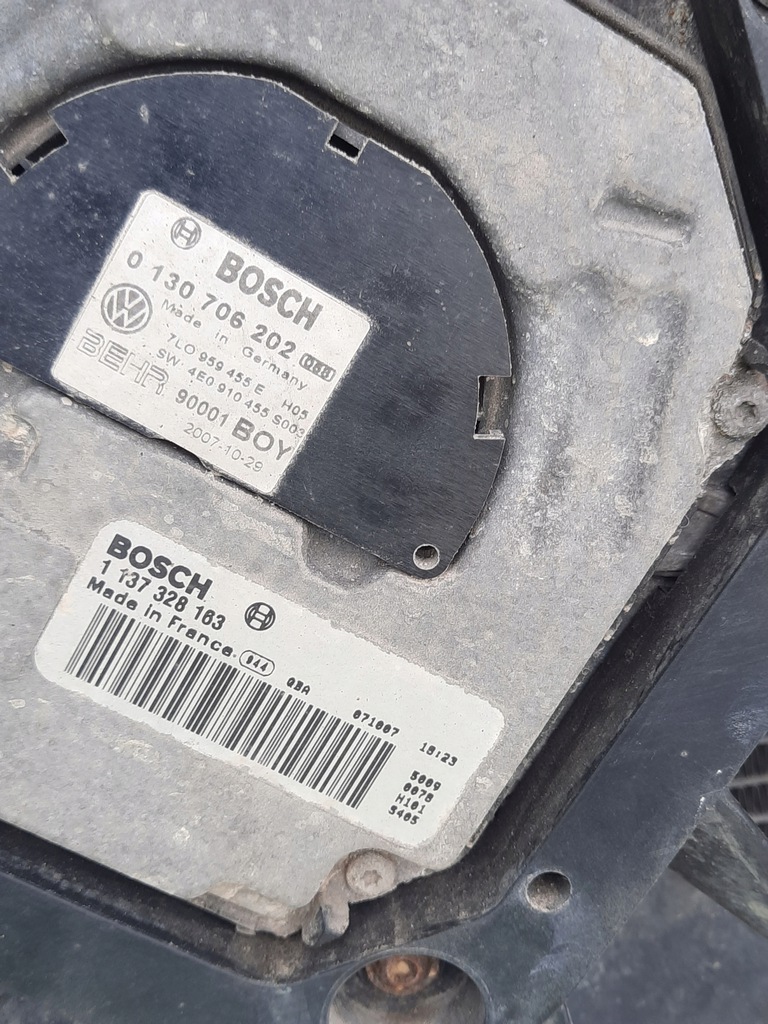 BOSCH
0 130 706 202 088
Made in Germany
7L0 959 455 E H05
SW: 4E0 910 455 S003
BEHR 90001 BOY
2007-10-29
BOSCH
1 137 328 163
Made in France 944 QBA 071007 18:23
5009
0078
H101
5405